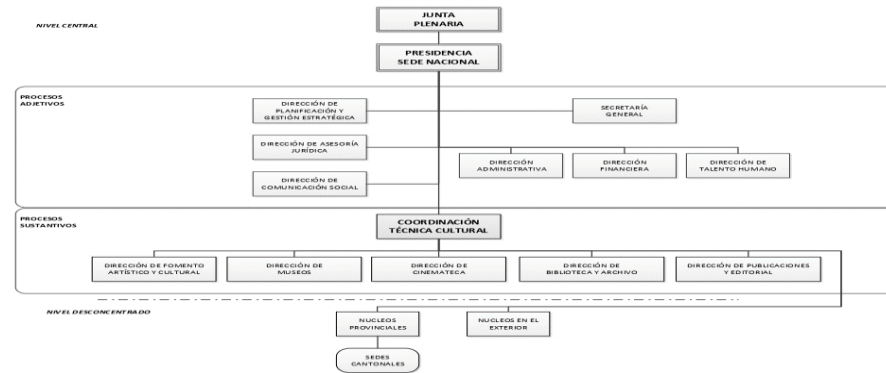 NIVEL CENTRAL
JUNTA
PLENARIA
PRESIDENCIA
SEDE NACIONAL
PROCESOS
ADJETIVOS
DIRECCIÓN DE
PLANIFICACIÓN Y
GESTIÓN ESTRATÉGICA
SECRETARÍA
GENERAL
DIRECCIÓN DE ASESORÍA
JURÍDICA
DIRECCIÓN
ADMINISTRATIVA
DIRECCIÓN
FINANCIERA
DIRECCIÓN DE
TALENTO HUMANO
DIRECCIÓN DE
COMUNICACIÓN SOCIAL
PROCESOS
SUSTANTIVOS
COORDINACIÓN
TÉCNICA CULTURAL
DIRECCIÓN DE FOMENTO
ARTÍSTICO Y CULTURAL
DIRECCIÓN DE
MUSEOS
DIRECCIÓN DE
CINEMATECA
DIRECCIÓN DE
BIBLIOTECA Y ARCHIVO
DIRECCIÓN DE PUBLICACIONES
Y EDITORIAL
NIVEL DESCONCENTRADO
NUCLEOS
PROVINCIALES
NUCLEOS EN EL
EXTERIOR
SEDES
CANTONALES